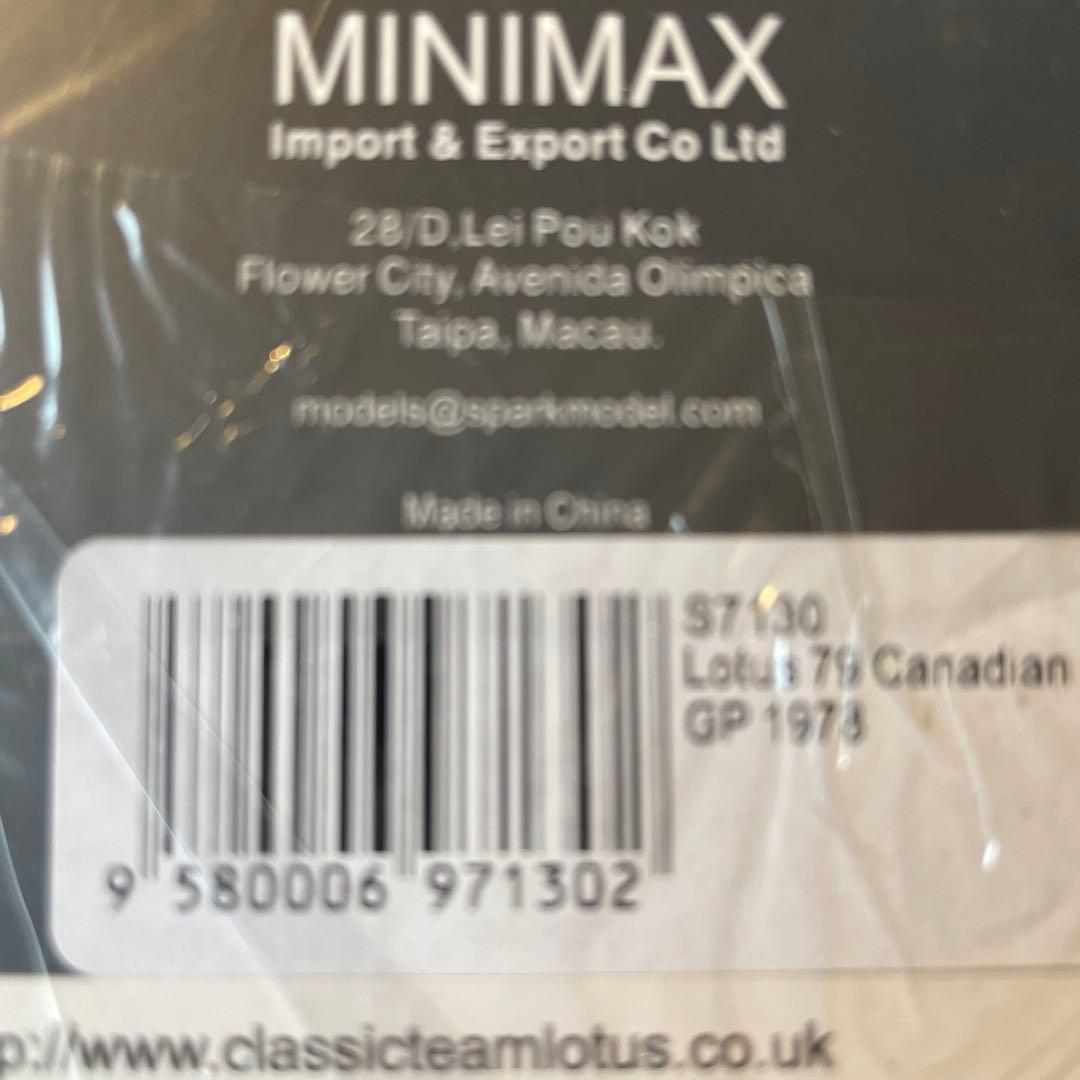 MINIMAX
Import & Export Co Ltd
28/D,Lei Pou Kok
Flower City, Avenida Olimpica
Taipa, Macau.
models@sparkmodel.com
Made in China
S7130
Lotus 79 Canadian
GP 1978
9 580006 971302
p://www.classicteamlotus.co.uk